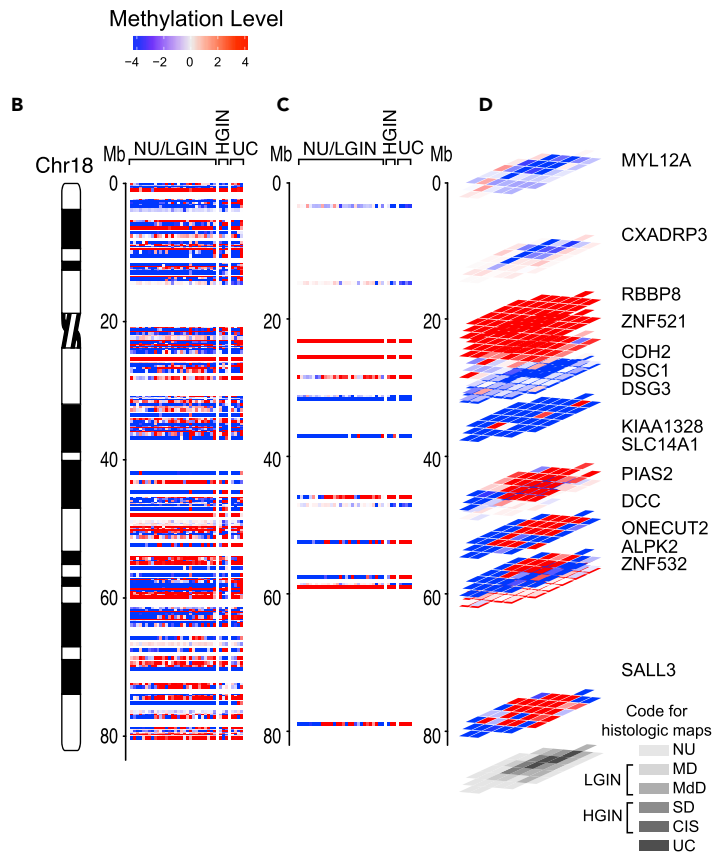 Methylation Level
−4 −2 0 2 4
B
C
D
Chr18
Mb
NU/LGIN
HGIN
UC
0
20
40
60
80
Mb
NU/LGIN
HGIN
UC
0
20
40
60
80
Mb
0
20
40
60
80
MYL12A
CXADRP3
RBBP8
ZNF521
CDH2
DSC1
DSG3
KIAA1328
SLC14A1
PIAS2
DCC
ONECUT2
ALPK2
ZNF532
SALL3
Code for
histologic maps
NU
LGIN
MD
MdD
HGIN
SD
CIS
UC